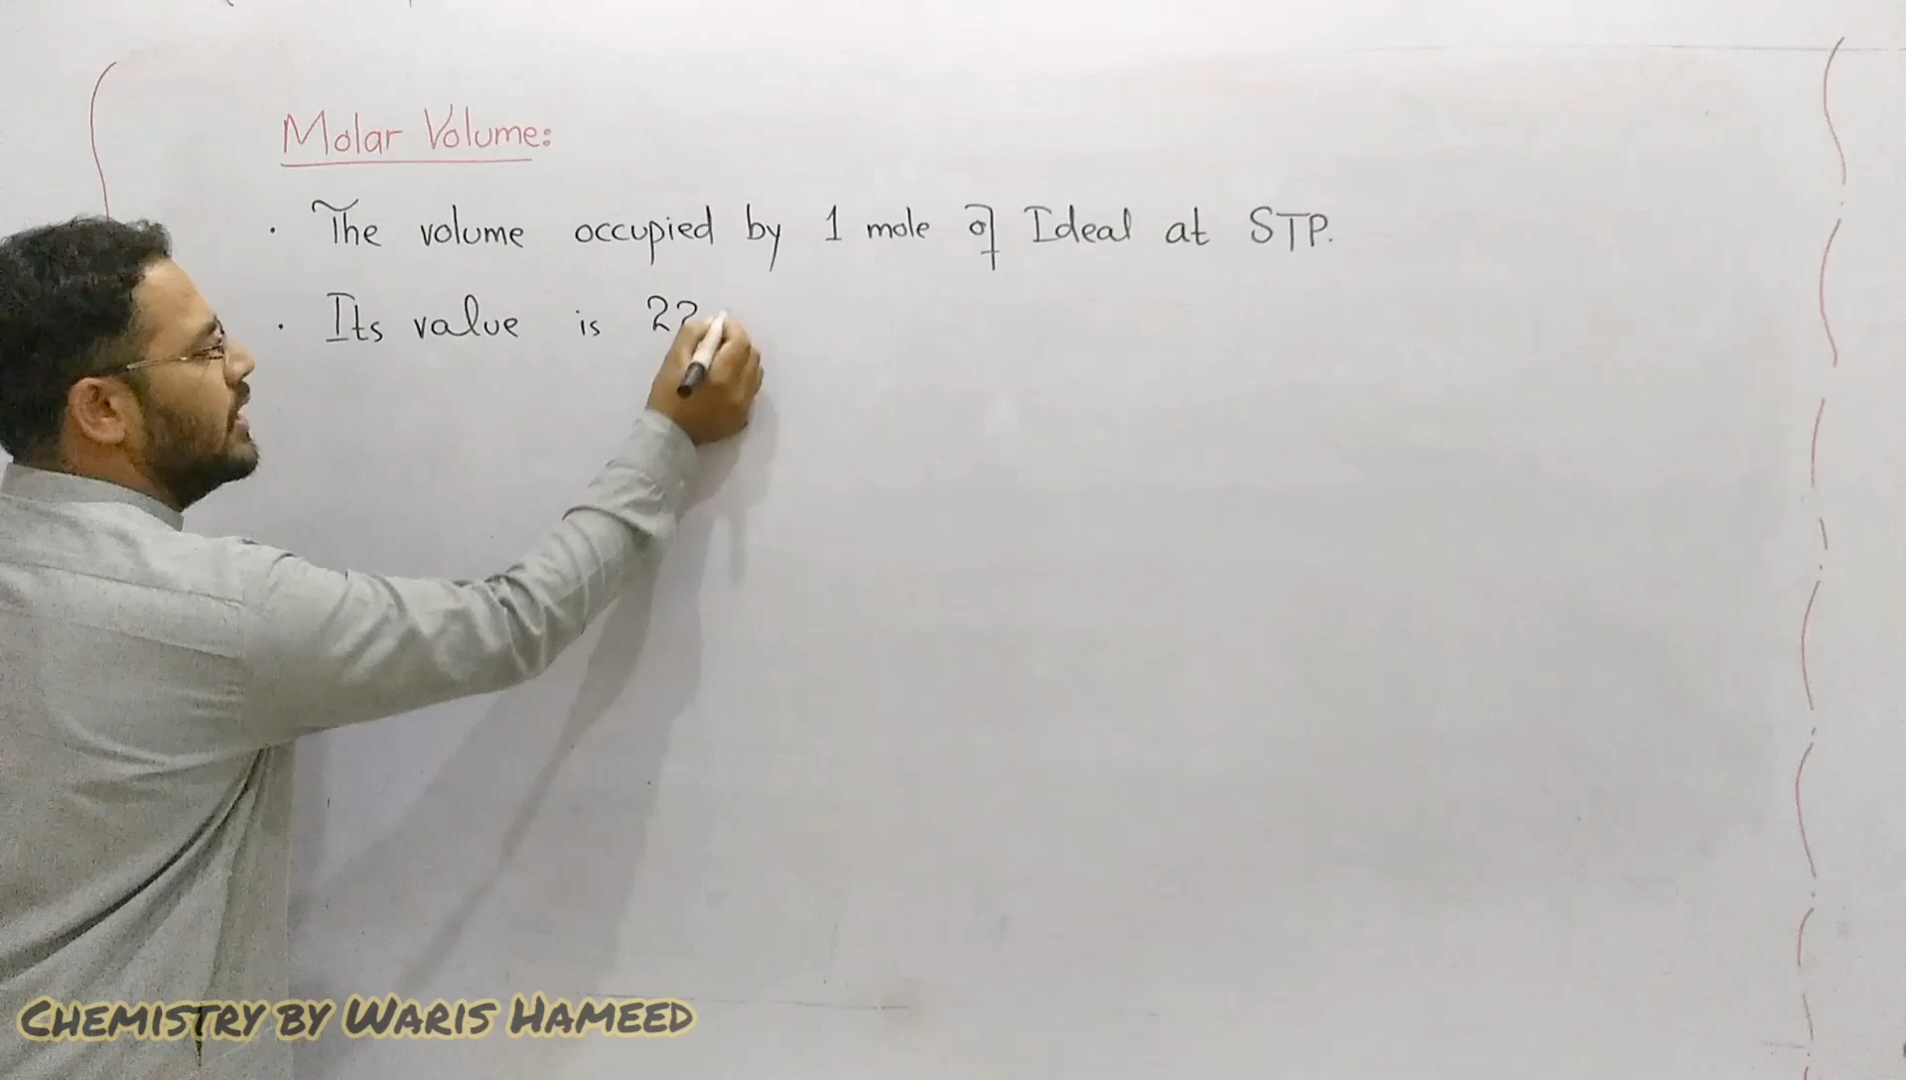 Molar Volume:
· The volume occupied by 1 mole of Ideal at STP.
· Its value is 22
CHEMISTRY BY WARIS HAMEED